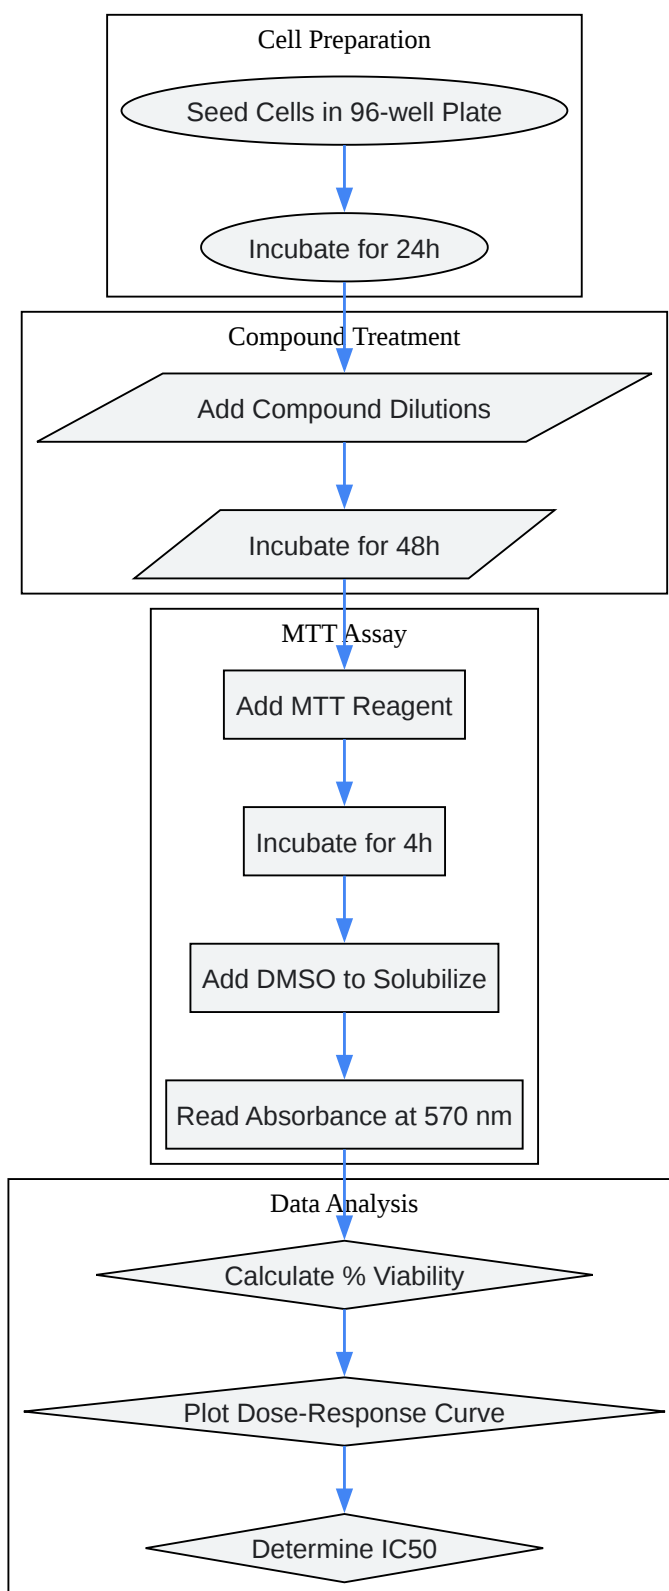 Cell Preparation
Seed Cells in 96-well Plate
Incubate for 24h
Compound Treatment
Add Compound Dilutions
Incubate for 48h
MTT Assay
Add MTT Reagent
Incubate for 4h
Add DMSO to Solubilize
Read Absorbance at 570 nm
Data Analysis
Calculate % Viability
Plot Dose-Response Curve
Determine IC50